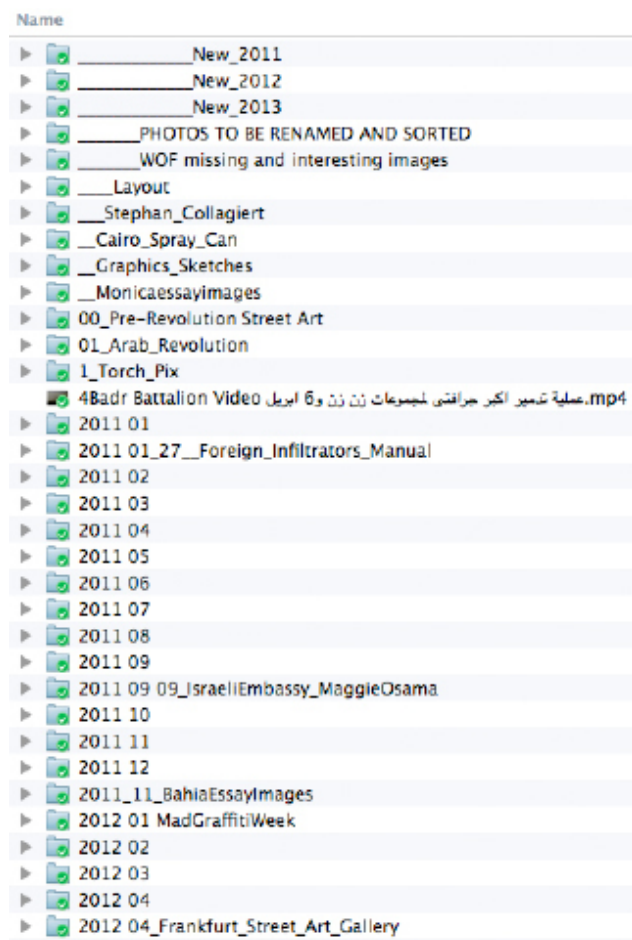 Name
____________New_2011
____________New_2012
____________New_2013
______PHOTOS TO BE RENAMED AND SORTED
______WOF missing and interesting images
____Layout
___Stephan_Collagiert
__Cairo_Spray_Can
__Graphics_Sketches
__Monicaessayimages
00_Pre-Revolution Street Art
01_Arab_Revolution
1_Torch_Pix
4Badr Battalion Video عملية تدمير اكبر جرافتى لمجموعات زن زن و6 ابريل.mp4
2011 01
2011 01_27__Foreign_Infiltrators_Manual
2011 02
2011 03
2011 04
2011 05
2011 06
2011 07
2011 08
2011 09
2011 09 09_IsraeliEmbassy_MaggieOsama
2011 10
2011 11
2011 12
2011_11_BahiaEssayImages
2012 01 MadGraffitiWeek
2012 02
2012 03
2012 04
2012 04_Frankfurt_Street_Art_Gallery